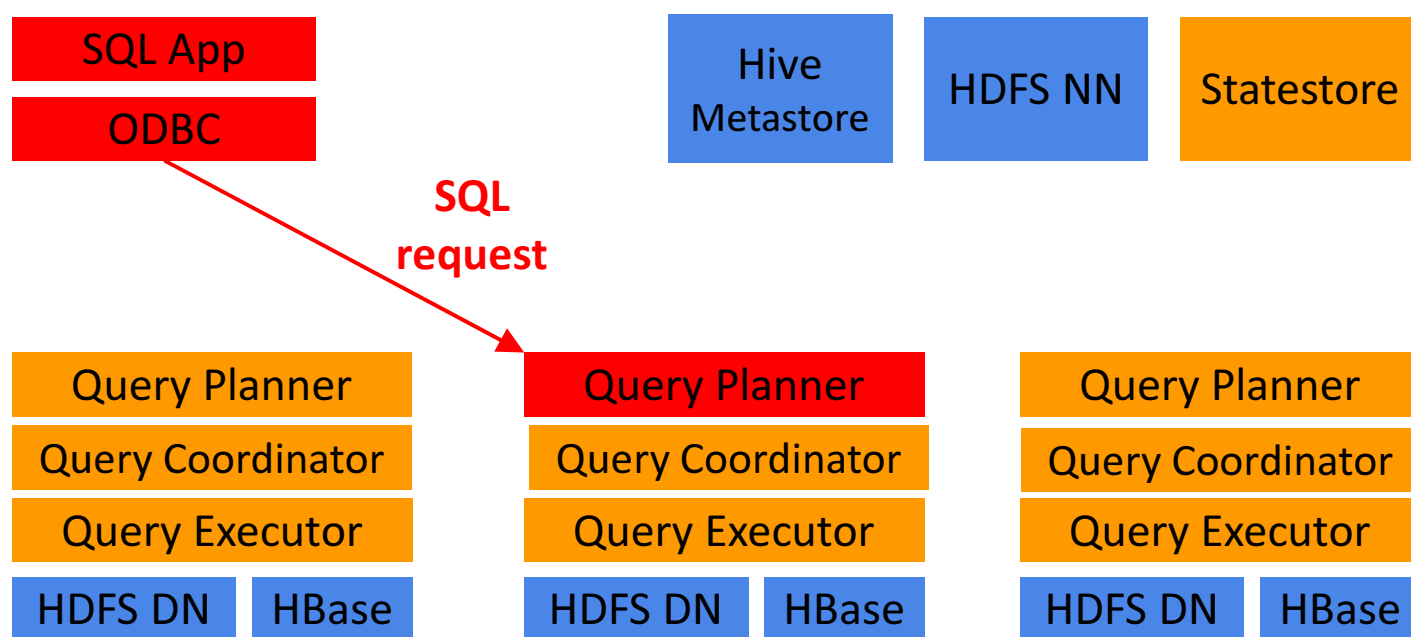 SQL App
ODBC
Hive
Metastore
HDFS NN
Statestore
SQL
request
Query Planner
Query Coordinator
Query Executor
HDFS DN
HBase
Query Planner
Query Coordinator
Query Executor
HDFS DN
HBase
Query Planner
Query Coordinator
Query Executor
HDFS DN
HBase